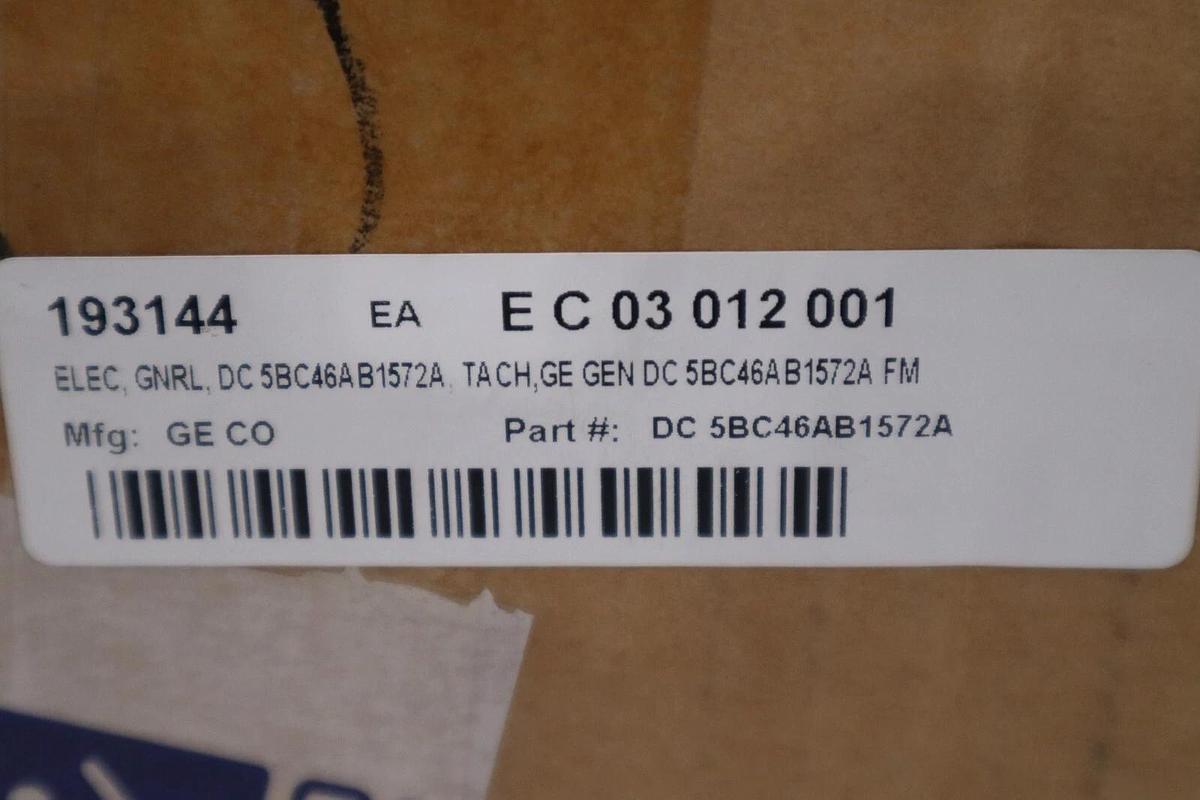 193144 EA E C 03 012 001
ELEC, GNRL, DC 5BC46AB1572A, TACH,GE GEN DC 5BC46AB1572A FM
Mfg: GE CO Part #: DC 5BC46AB1572A